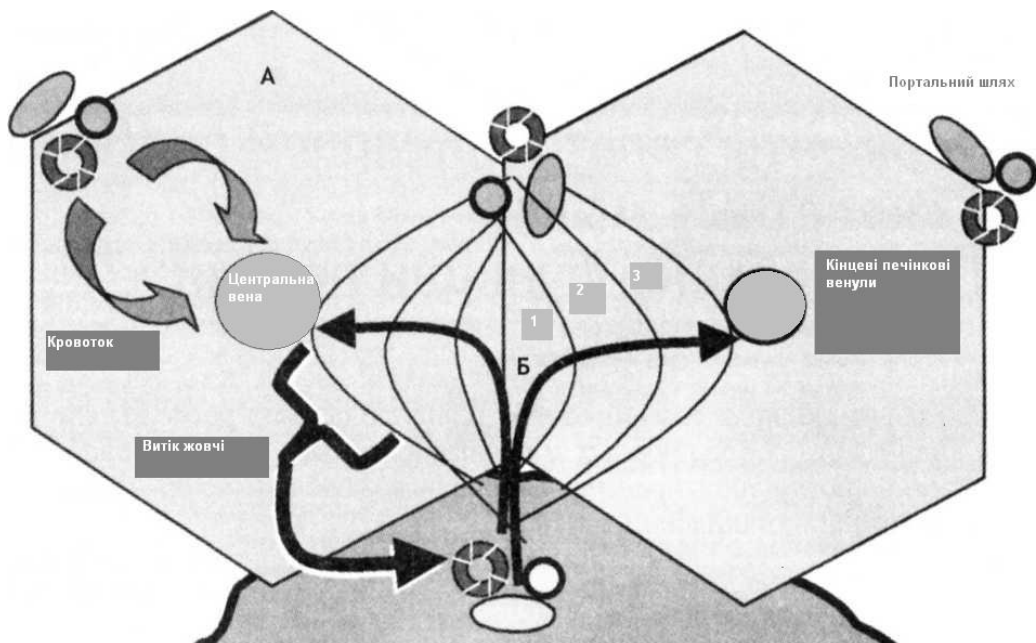 А
Портальний шлях
Центральна
вена
Кінцеві печінкові
венули
3
2
1
Кровоток
Б
Витік жовчі